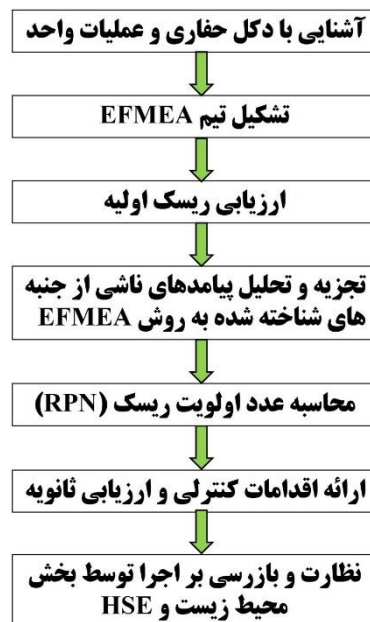 آشنایی با دکل حفاری و عملیات واحد
تشکیل تیم EFMEA
ارزیابی ریسک اولیه
تجزیه و تحلیل پیامدهای ناشی از جنبه
های شناخته شده به روش EFMEA
محاسبه عدد اولویت ریسک (RPN)
ارائه اقدامات کنترلی و ارزیابی ثانویه
نظارت و بازرسی بر اجرا توسط بخش
محیط زیست و HSE